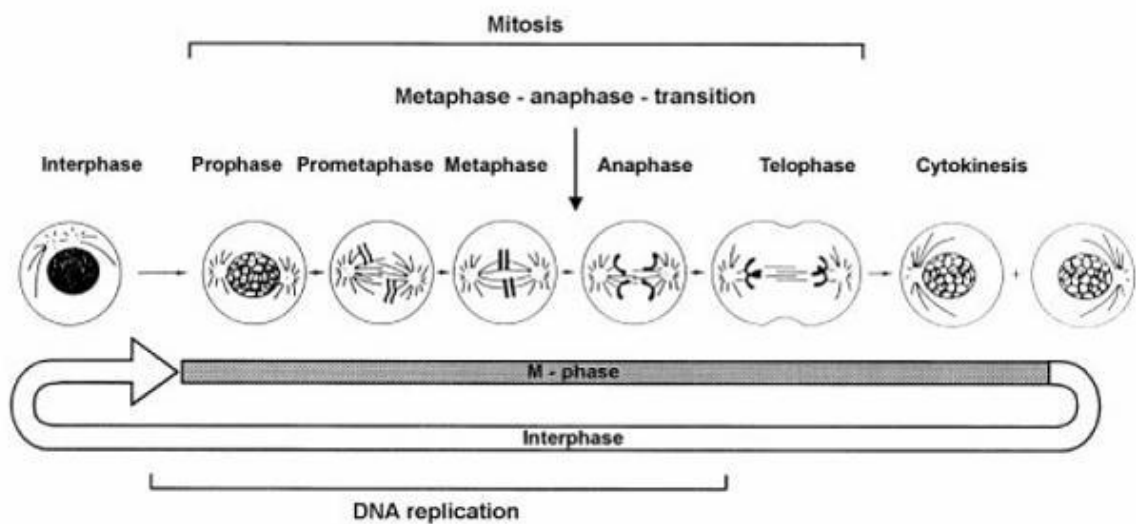 Mitosis
Metaphase - anaphase - transition
Interphase Prophase Prometaphase Metaphase Anaphase Telophase Cytokinesis
+
M - phase
Interphase
DNA replication